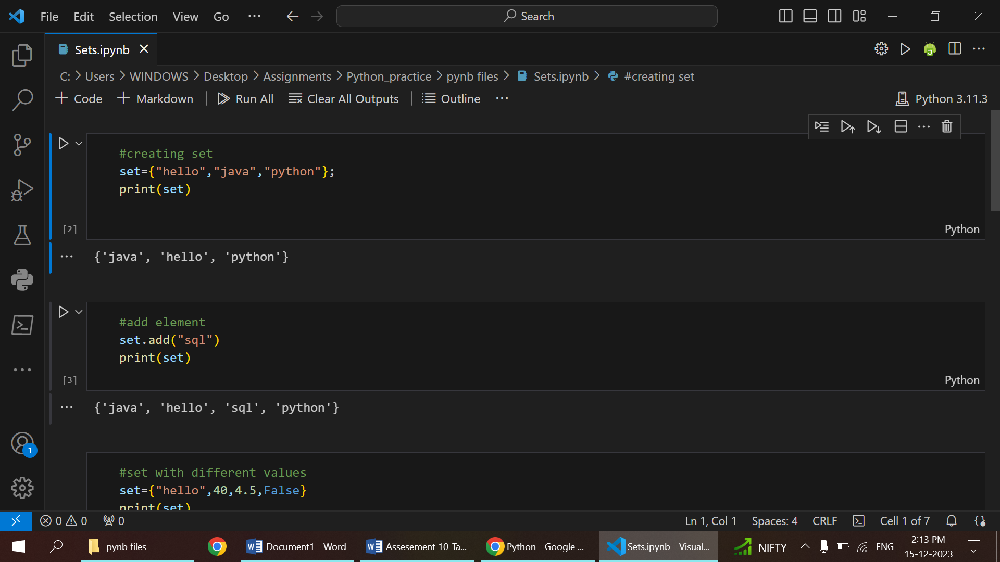 File Edit Selection View Go ··· Search
Sets.ipynb
C: > Users > WINDOWS > Desktop > Assignments > Python_practice > pynb files > Sets.ipynb > #creating set
+ Code + Markdown | Run All Clear All Outputs | Outline ··· Python 3.11.3
#creating set
set={"hello","java","python"};
print(set)
[2] Python
··· {'java', 'hello', 'python'}
#add element
set.add("sql")
print(set)
[3] Python
··· {'java', 'hello', 'sql', 'python'}
#set with different values
set={"hello",40,4.5,False}
print(set)
1
0 0 0 Ln 1, Col 1 Spaces: 4 CRLF Cell 1 of 7
pynb files Document1 - Word Assesement 10-Ta... Python - Google ... Sets.ipynb - Visual... NIFTY ENG 2:13 PM
15-12-2023